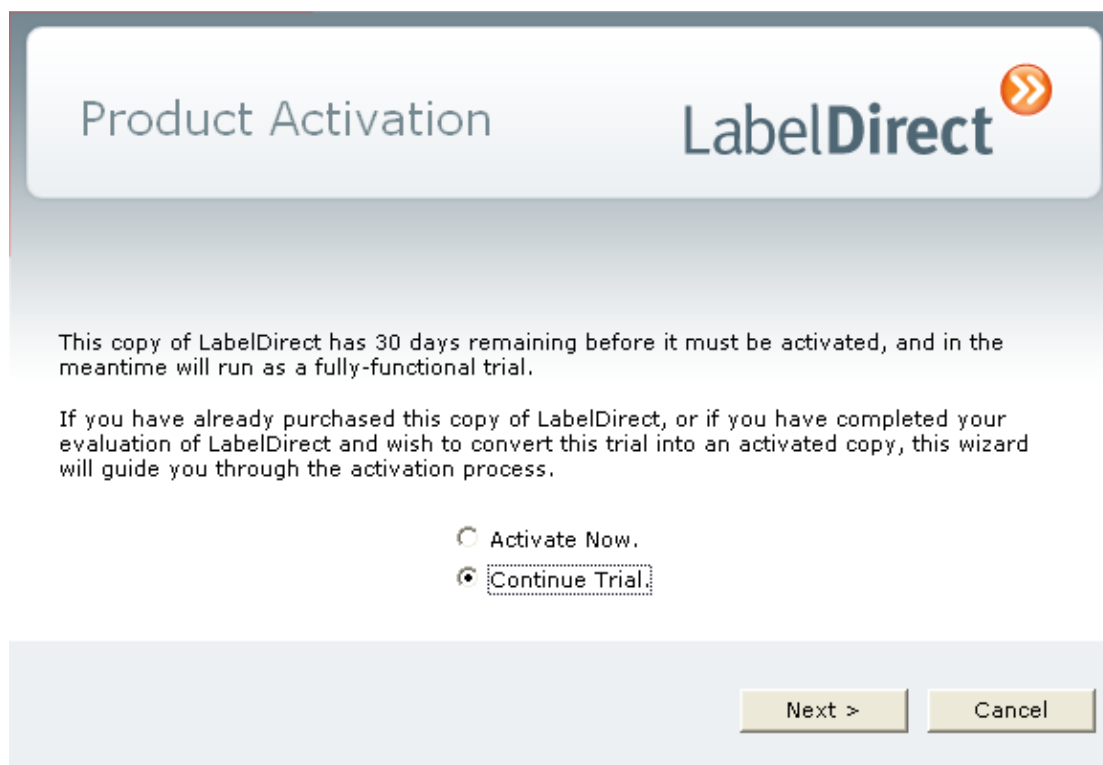 Product Activation
LabelDirect
This copy of LabelDirect has 30 days remaining before it must be activated, and in the
meantime will run as a fully-functional trial.
If you have already purchased this copy of LabelDirect, or if you have completed your
evaluation of LabelDirect and wish to convert this trial into an activated copy, this wizard
will guide you through the activation process.
Activate Now.
Continue Trial.
Next >
Cancel